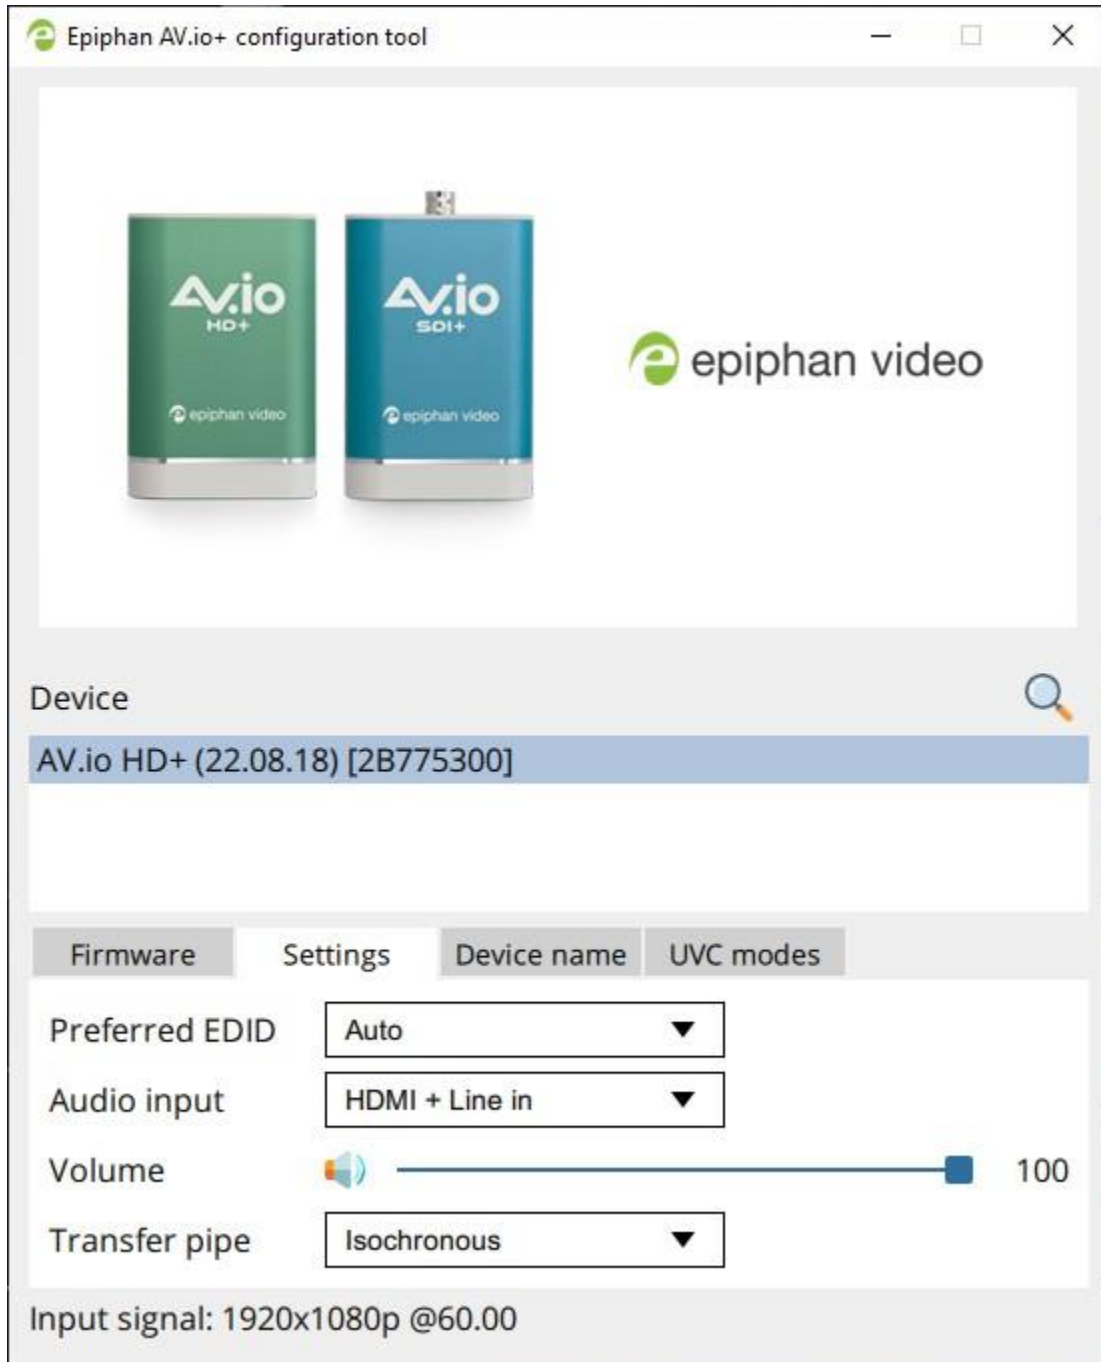 Epiphan AV.io+ configuration tool
AV.io
HD+
epiphan video
AV.io
SDI+
epiphan video
epiphan video
Device
AV.io HD+ (22.08.18) [2B775300]
Firmware Settings Device name UVC modes
Preferred EDID Auto
Audio input HDMI + Line in
Volume 100
Transfer pipe Isochronous
Input signal: 1920x1080p @60.00